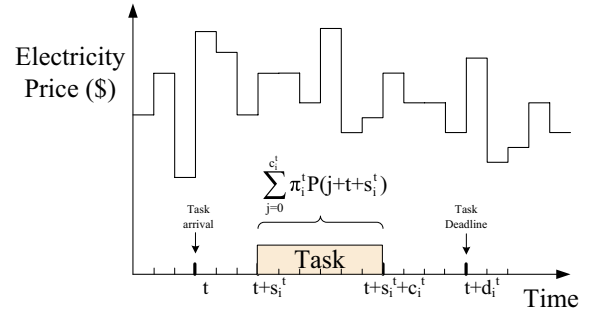 Electricity
Price ($)
c_i^t
∑ π_i^t P(j+t+s_i^t)
j=0
Task
arrival
Task
Deadline
Task
t
t+s_i^t
t+s_i^t+c_i^t
t+d_i^t
Time